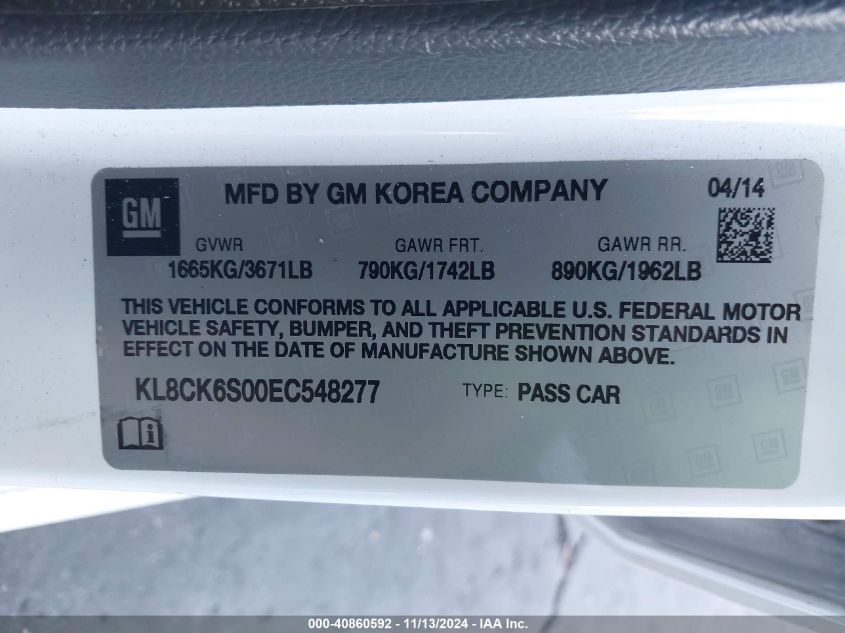 GM
MFD BY GM KOREA COMPANY
04/14
GVWR GAWR FRT. GAWR RR.
1665KG/3671LB 790KG/1742LB 890KG/1962LB
THIS VEHICLE CONFORMS TO ALL APPLICABLE U.S. FEDERAL MOTOR
VEHICLE SAFETY, BUMPER, AND THEFT PREVENTION STANDARDS IN
EFFECT ON THE DATE OF MANUFACTURE SHOWN ABOVE.
KL8CK6S00EC548277 TYPE: PASS CAR
000-40860592 - 11/13/2024 - IAA Inc.